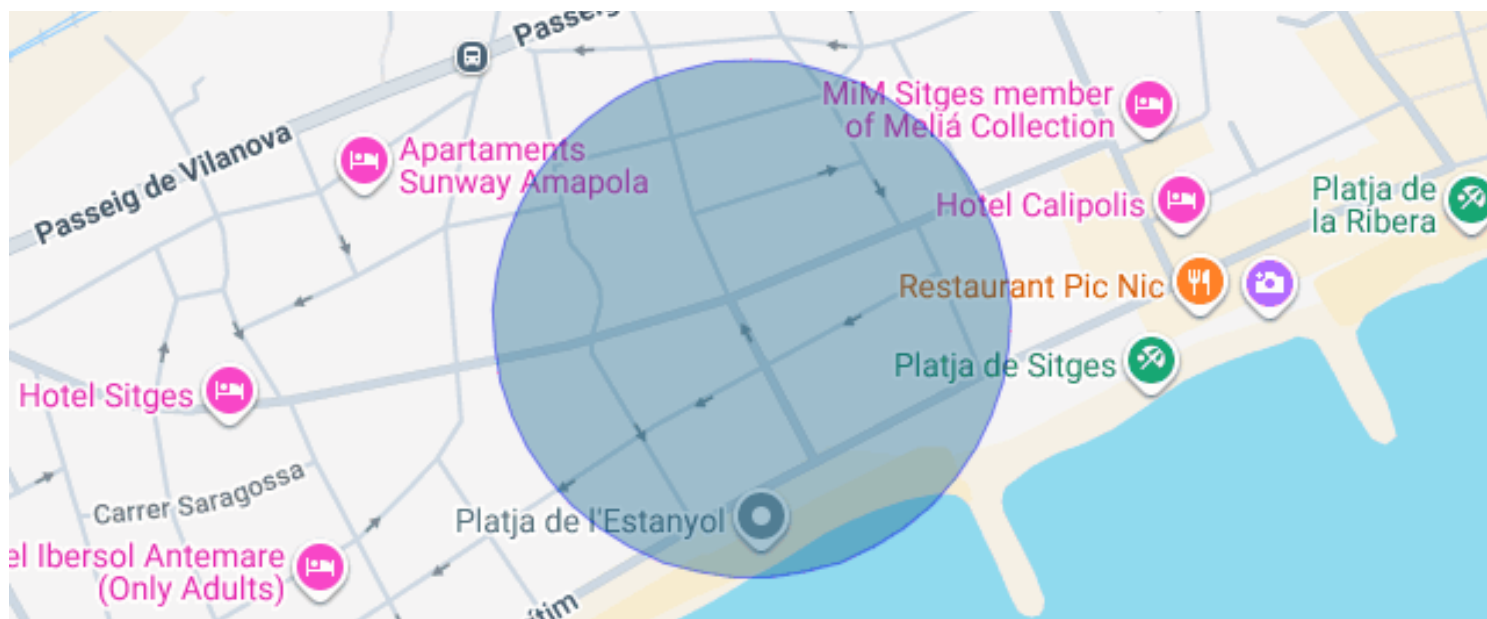 Passeig
MiM Sitges member
of Meliá Collection
Passeig de Vilanova
Apartaments
Sunway Amapola
Hotel Calipolis
Platja de
la Ribera
Restaurant Pic Nic
Platja de Sitges
Hotel Sitges
Carrer Saragossa
Platja de l'Estanyol
el Ibersol Antemare
(Only Adults)
ítim